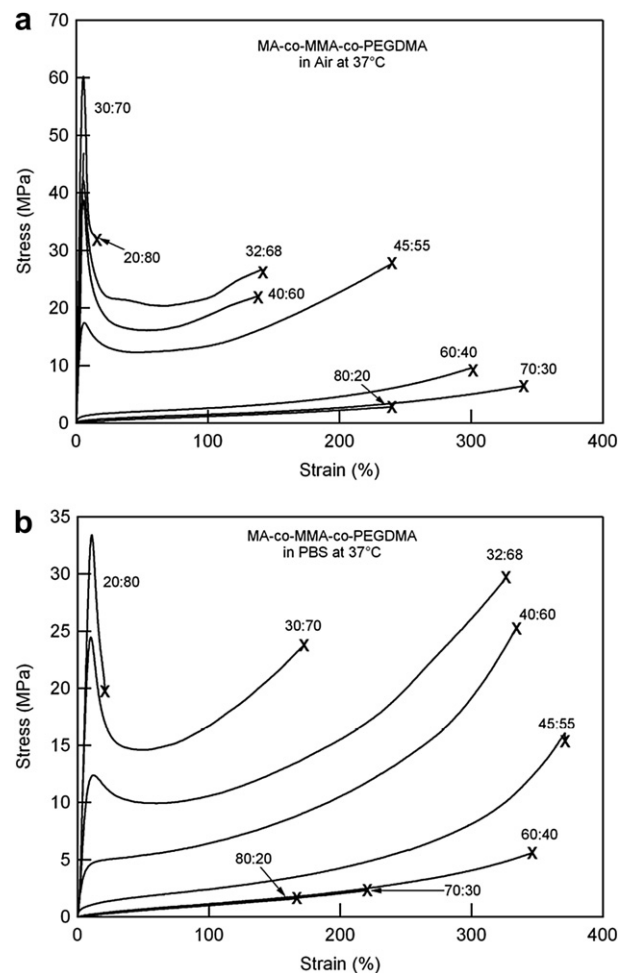 a
MA-co-MMA-co-PEGDMA
in Air at 37°C
70
60
50
40
30
20
10
0
30:70
20:80
32:68
40:60
45:55
60:40
80:20
70:30
0 100 200 300 400
Stress (MPa)
Strain (%)
b
MA-co-MMA-co-PEGDMA
in PBS at 37°C
35
30
25
20
15
10
5
0
20:80
30:70
32:68
40:60
45:55
60:40
80:20
70:30
0 100 200 300 400
Stress (MPa)
Strain (%)